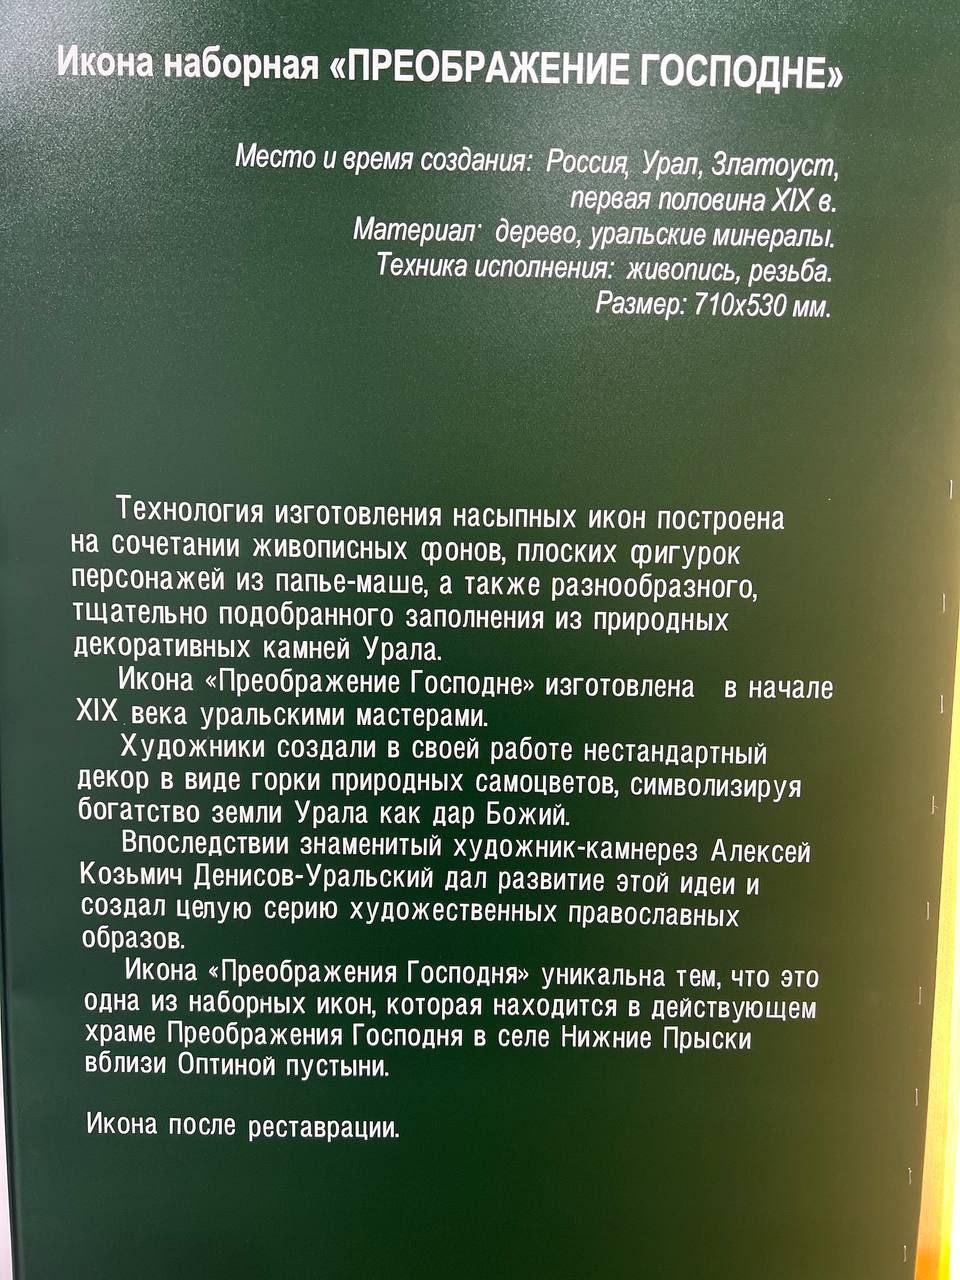 Икона наборная «ПРЕОБРАЖЕНИЕ ГОСПОДНЕ»
Место и время создания: Россия, Урал, Златоуст,
первая половина XIX в.
Материал: дерево, уральские минералы.
Техника исполнения: живопись, резьба.
Размер: 710х530 мм.
Технология изготовления насыпных икон построена
на сочетании живописных фонов, плоских фигурок
персонажей из папье-маше, а также разнообразного,
тщательно подобранного заполнения из природных
декоративных камней Урала.
Икона «Преображение Господне» изготовлена в начале
XIX века уральскими мастерами.
Художники создали в своей работе нестандартный
декор в виде горки природных самоцветов, символизируя
богатство земли Урала как дар Божий.
Впоследствии знаменитый художник-камнерез Алексей
Козьмич Денисов-Уральский дал развитие этой идеи и
создал целую серию художественных православных
образов.
Икона «Преображения Господня» уникальна тем, что это
одна из наборных икон, которая находится в действующем
храме Преображения Господня в селе Нижние Прыски
вблизи Оптиной пустыни.
Икона после реставрации.